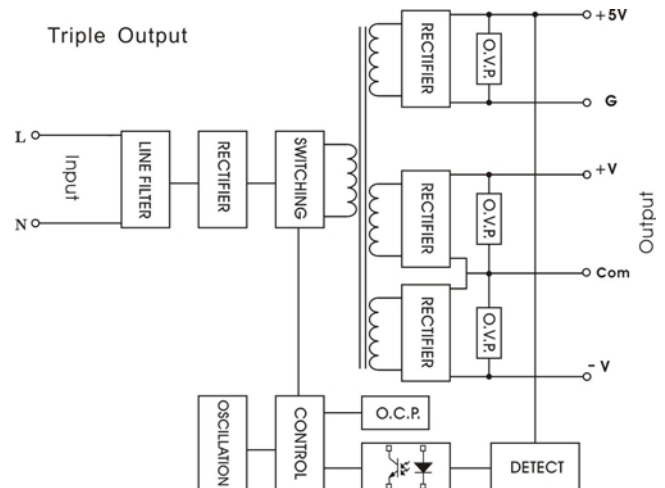 Triple Output
+5V
RECTIFIER
O.V.P.
G
L
Input
N
LINE FILTER
RECTIFIER
SWITCHING
RECTIFIER
O.V.P.
+V
Output
Com
RECTIFIER
O.V.P.
- V
OSCILLATION
CONTROL
O.C.P.
DETECT